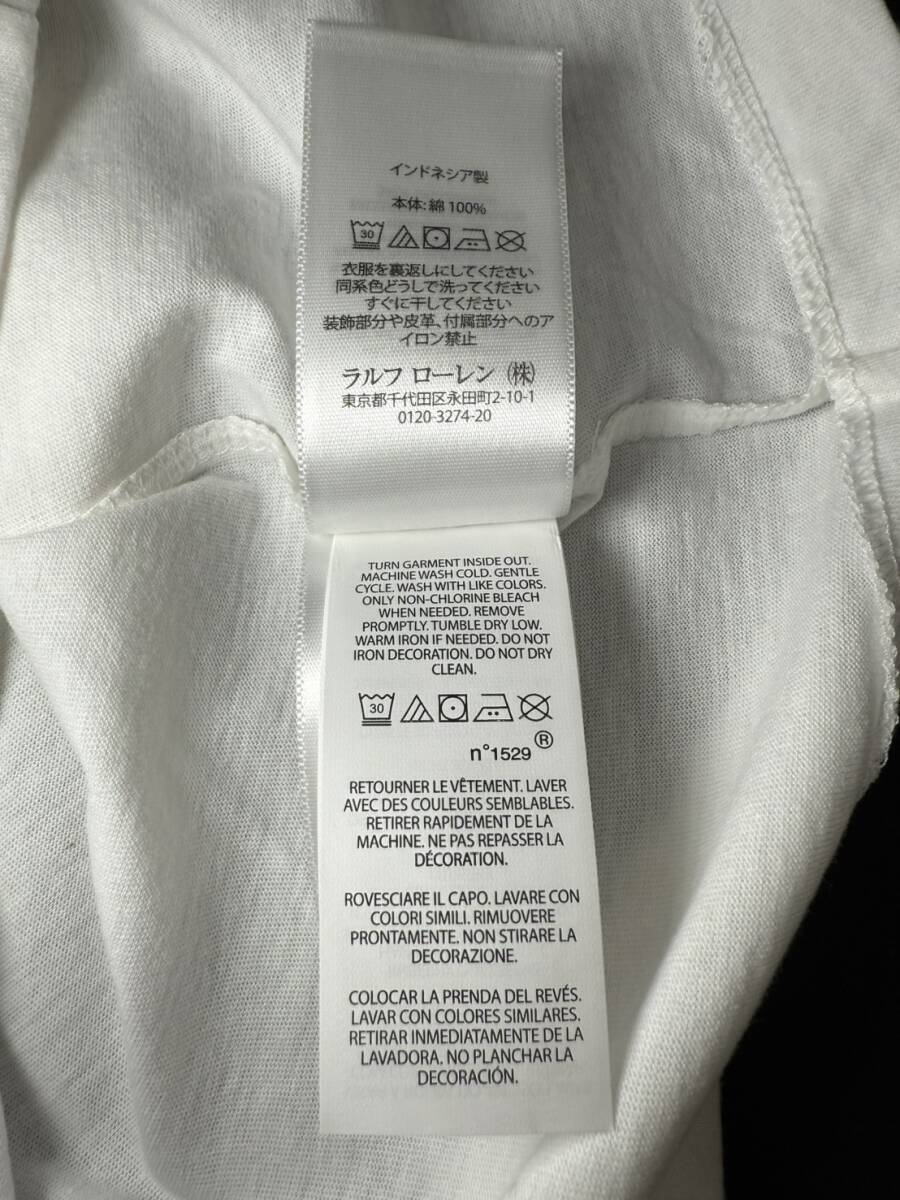 インドネシア製
本体: 綿 100%
30
衣服を裏返しにしてください
同系色どうしで洗ってください
すぐに干してください
装飾部分や皮革、付属部分へのア
イロン禁止
ラルフ ローレン ㈱
東京都千代田区永田町2-10-1
0120-3274-20
TURN GARMENT INSIDE OUT.
MACHINE WASH COLD. GENTLE
CYCLE. WASH WITH LIKE COLORS.
ONLY NON-CHLORINE BLEACH
WHEN NEEDED. REMOVE
PROMPTLY. TUMBLE DRY LOW.
WARM IRON IF NEEDED. DO NOT
IRON DECORATION. DO NOT DRY
CLEAN.
30
n°1529 ®
RETOURNER LE VÊTEMENT. LAVER
AVEC DES COULEURS SEMBLABLES.
RETIRER RAPIDEMENT DE LA
MACHINE. NE PAS REPASSER LA
DÉCORATION.
ROVESCIARE IL CAPO. LAVARE CON
COLORI SIMILI. RIMUOVERE
PRONTAMENTE. NON STIRARE LA
DECORAZIONE.
COLOCAR LA PRENDA DEL REVÉS.
LAVAR CON COLORES SIMILARES.
RETIRAR INMEDIATAMENTE DE LA
LAVADORA. NO PLANCHAR LA
DECORACIÓN.